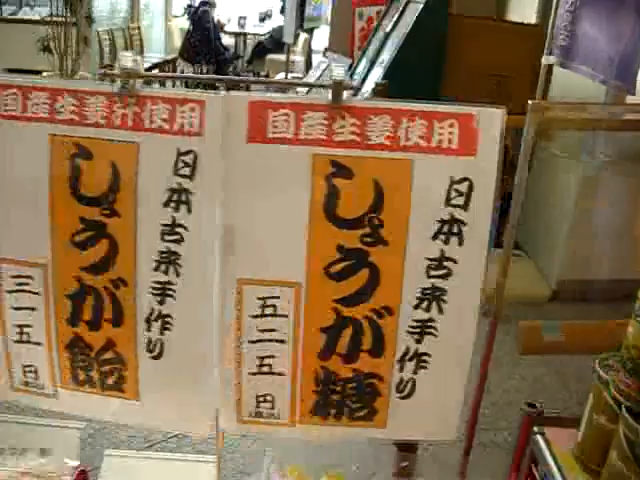 国産生姜汁使用
日本古来手作り
しょうが飴
三一五円
国産生姜使用
日本古来手作り
しょうが糖
五二五円